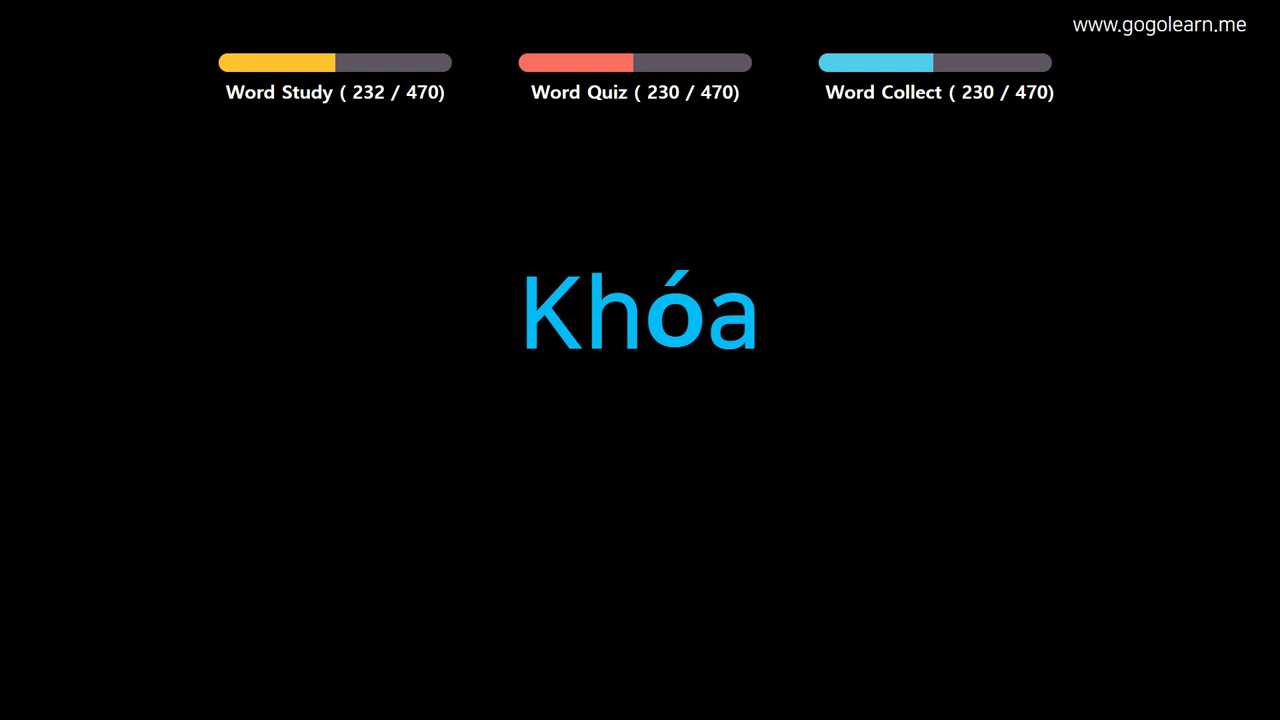 www.gogolearn.me
Word Study ( 232 / 470)
Word Quiz ( 230 / 470)
Word Collect ( 230 / 470)
Khóa